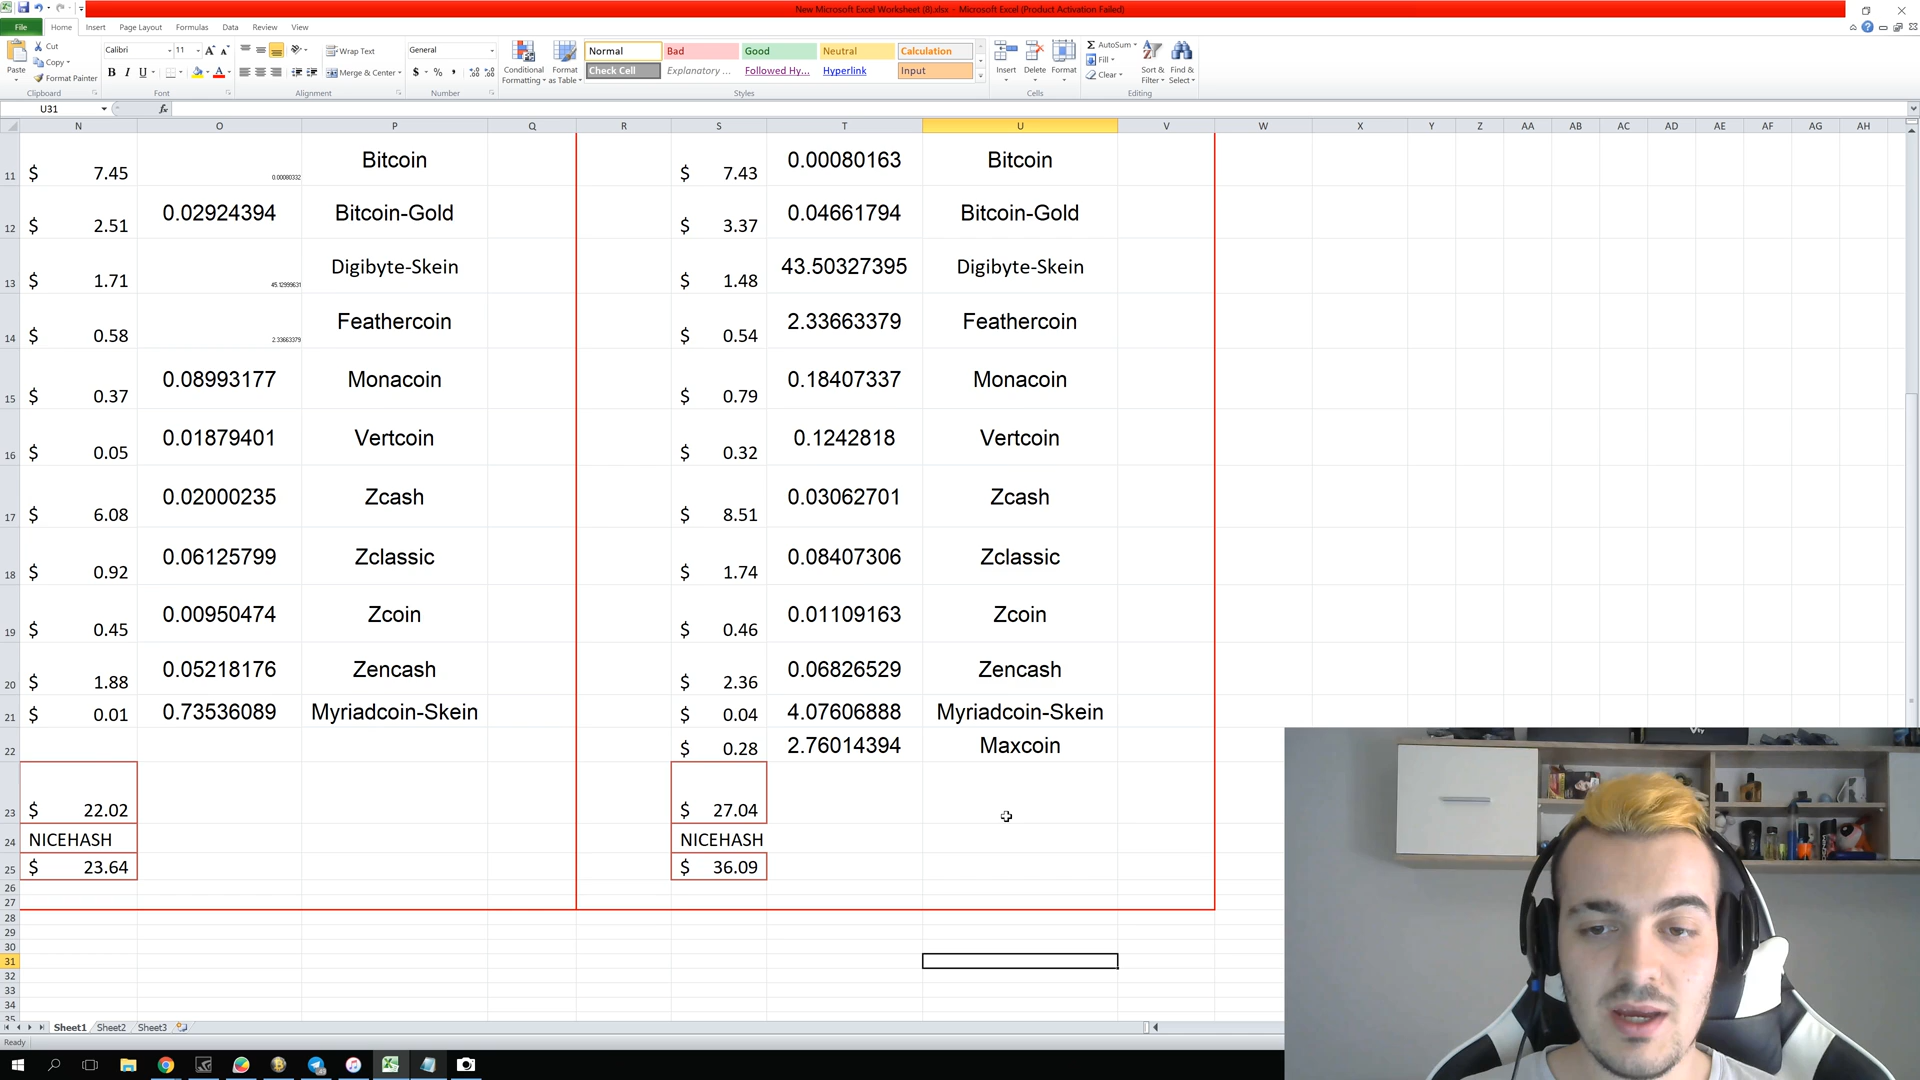 New Microsoft Excel Worksheet (8).xlsx - Microsoft Excel (Product Activation Failed)
File Home Insert Page Layout Formulas Data Review View
Paste Cut Copy Format Painter Clipboard
Calibri 11 B I U Font
Wrap Text Merge & Center Alignment
General $ % , Number
Conditional Formatting Format as Table
Normal Bad Good Neutral Calculation
Check Cell Explanatory ... Followed Hy... Hyperlink Input
Styles
Insert Delete Format Cells
AutoSum Fill Clear Sort & Filter Find & Select Editing
U31 fx
N O P Q R S T U V W X Y Z AA AB AC AD AE AF AG AH
11 $ 7.45 0.00080332 Bitcoin $ 7.43 0.00080163 Bitcoin
12 $ 2.51 0.02924394 Bitcoin-Gold $ 3.37 0.04661794 Bitcoin-Gold
13 $ 1.71 45.12999631 Digibyte-Skein $ 1.48 43.50327395 Digibyte-Skein
14 $ 0.58 2.33663379 Feathercoin $ 0.54 2.33663379 Feathercoin
15 $ 0.37 0.08993177 Monacoin $ 0.79 0.18407337 Monacoin
16 $ 0.05 0.01879401 Vertcoin $ 0.32 0.1242818 Vertcoin
17 $ 6.08 0.02000235 Zcash $ 8.51 0.03062701 Zcash
18 $ 0.92 0.06125799 Zclassic $ 1.74 0.08407306 Zclassic
19 $ 0.45 0.00950474 Zcoin $ 0.46 0.01109163 Zcoin
20 $ 1.88 0.05218176 Zencash $ 2.36 0.06826529 Zencash
21 $ 0.01 0.73536089 Myriadcoin-Skein $ 0.04 4.07606888 Myriadcoin-Skein
22 $ 0.28 2.76014394 Maxcoin
23 $ 22.02 $ 27.04
24 NICEHASH NICEHASH
25 $ 23.64 $ 36.09
26
27
28
29
30
31
32
33
34
35
Sheet1 Sheet2 Sheet3
Ready